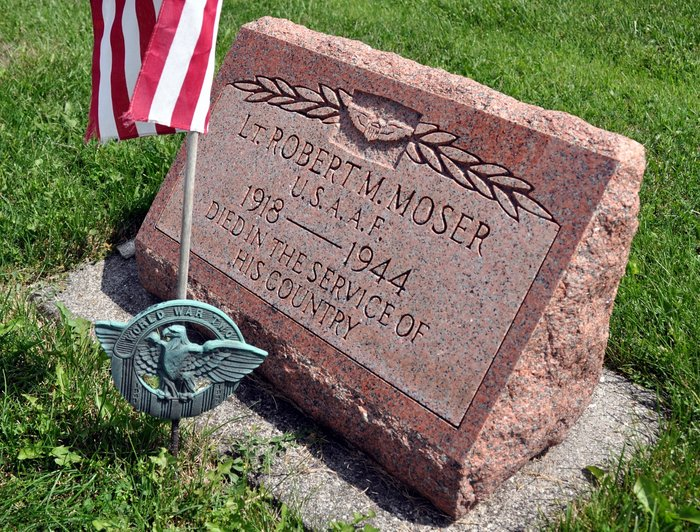 LT. ROBERT M. MOSER
U.S.A.A.F.
1918 — 1944
DIED IN THE SERVICE OF
HIS COUNTRY
WORLD WAR